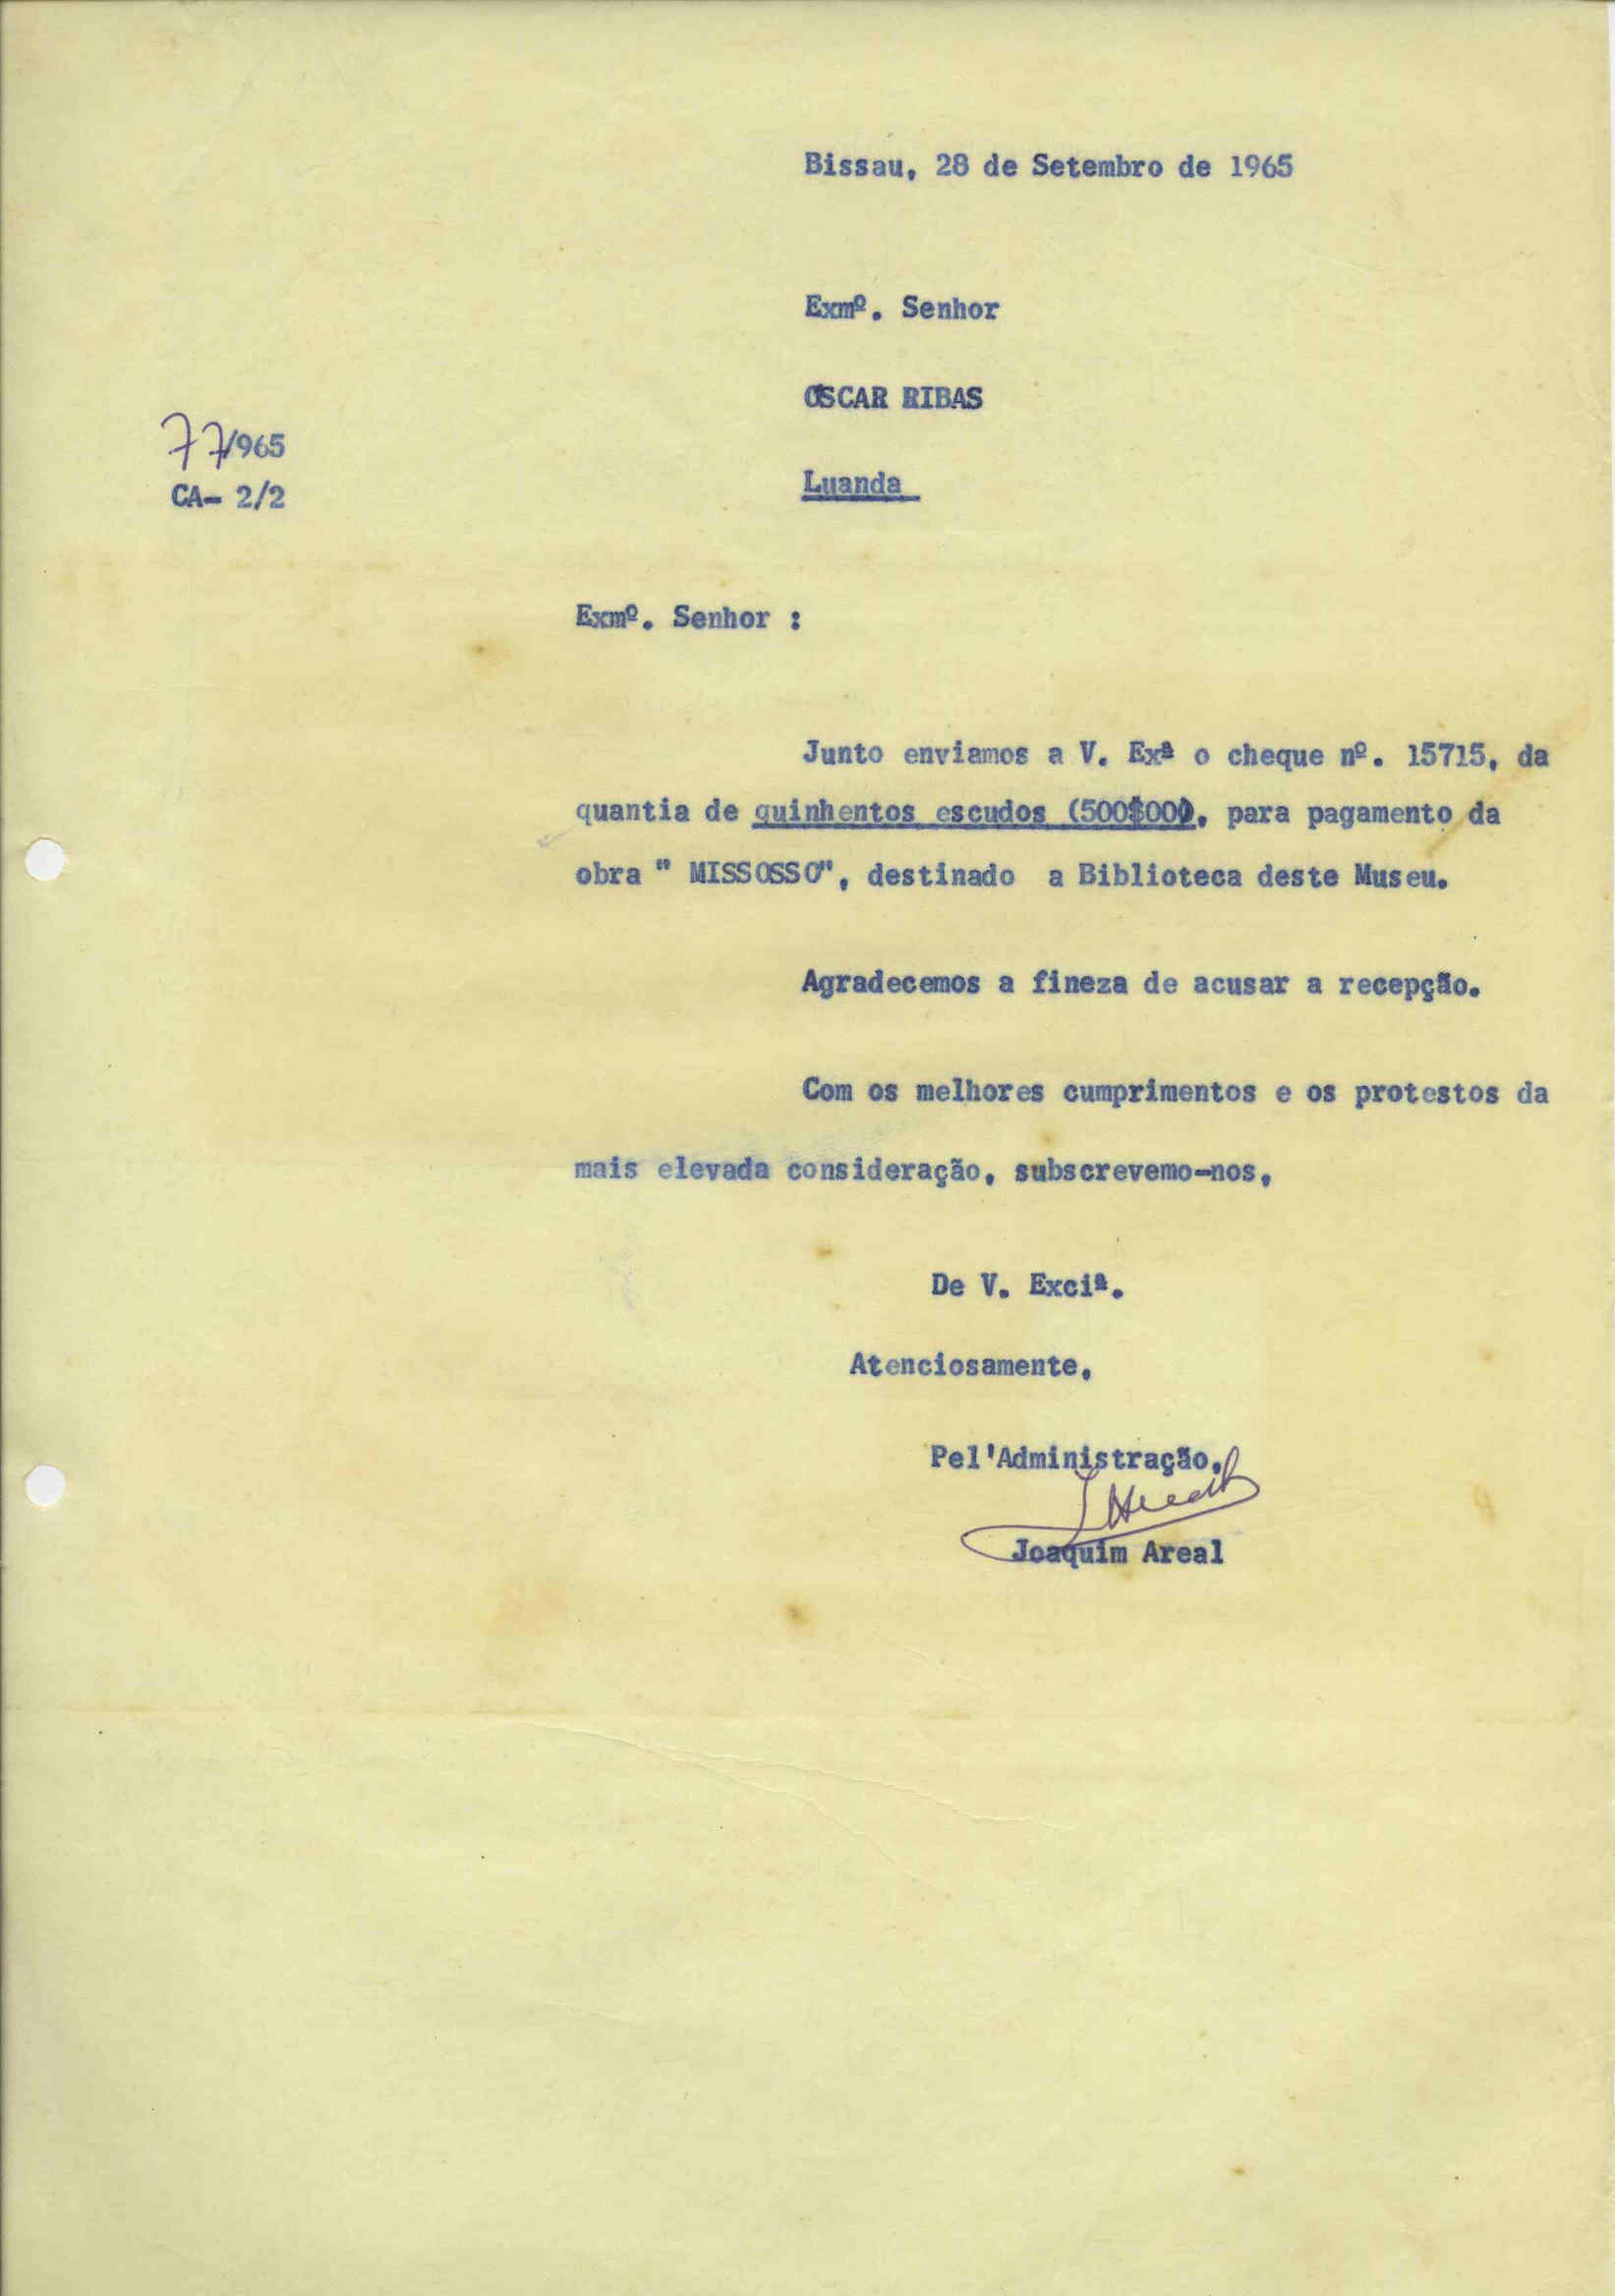 Bissau, 28 de Setembro de 1965
Exmº. Senhor
OSCAR RIBAS
77/965
CA- 2/2
Luanda
Exmº. Senhor :
Junto enviamos a V. Exª o cheque nº. 15715, da
quantia de quinhentos escudos (500$00), para pagamento da
obra " MISSOSSO", destinado a Biblioteca deste Museu.
Agradecemos a fineza de acusar a recepção.
Com os melhores cumprimentos e os protestos da
mais elevada consideração, subscrevemo-nos,
De V. Exciª.
Atenciosamente,
Pel'Administração,
Joaquim Areal